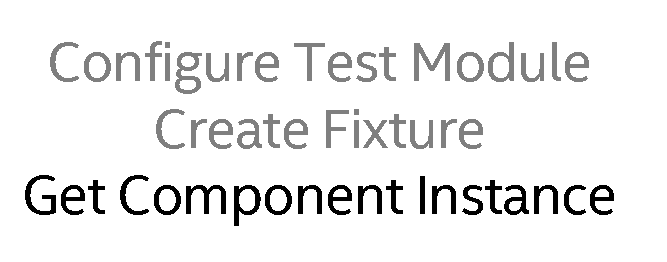 Configure Test Module
Create Fixture
Get Component Instance